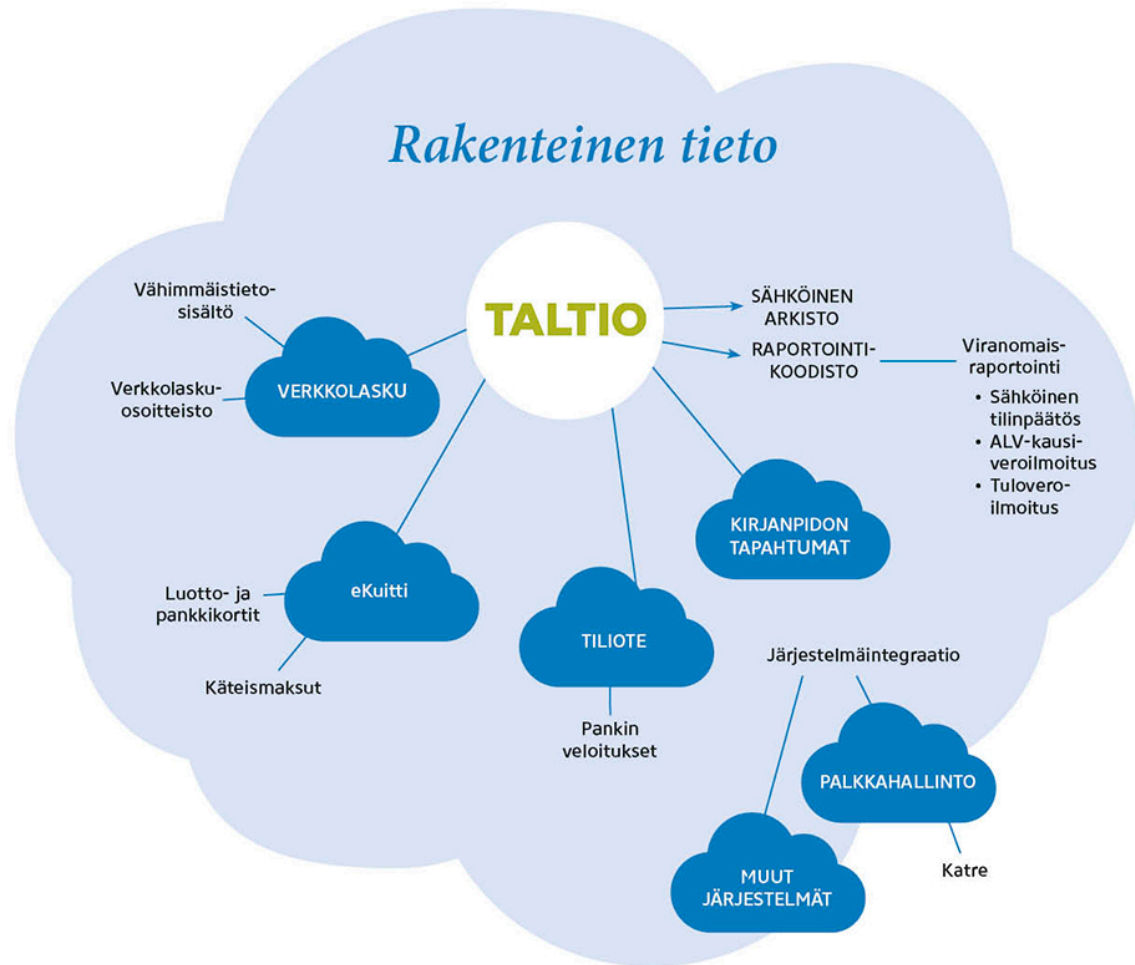 Rakenteinen tieto
TALTIO
Vähimmäistieto-
sisältö
VERKKOLASKU
Verkkolasku-
osoitteisto
SÄHKÖINEN
ARKISTO
RAPORTOINTI-
KOODISTO
Viranomais-
raportointi
• Sähköinen
tilinpäätös
• ALV-kausi-
veroilmoitus
• Tulovero-
ilmoitus
KIRJANPIDON
TAPAHTUMAT
eKuitti
Luotto- ja
pankkikortit
Käteismaksut
TILIOTE
Pankin
veloitukset
Järjestelmäintegraatio
PALKKAHALLINTO
Katre
MUUT
JÄRJESTELMÄT